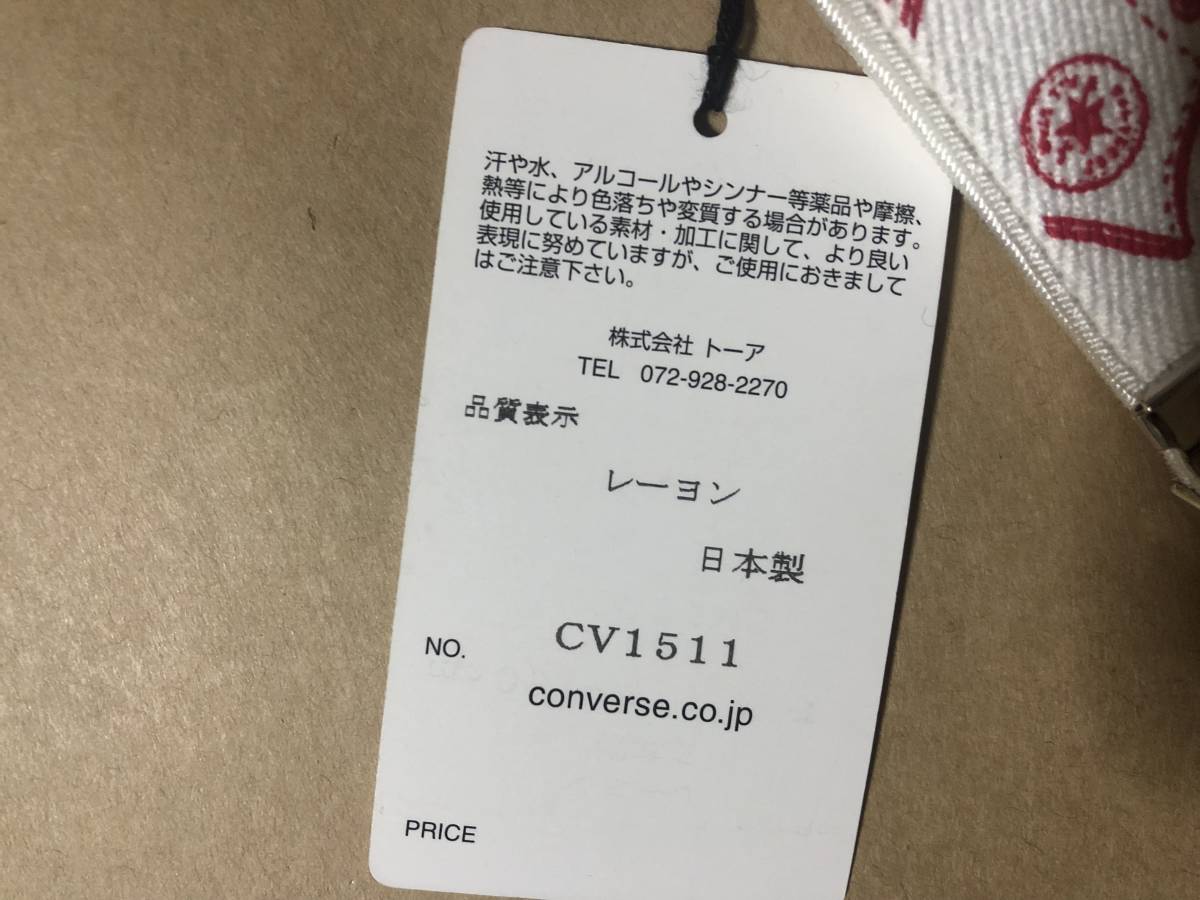 汗や水、アルコールやシンナー等薬品や摩擦、
熱等により色落ちや変質する場合があります。
使用している素材・加工に関して、より良い
表現に努めていますが、ご使用におきまして
はご注意下さい。
株式会社 トーア
TEL 072-928-2270
品質表示
レーヨン
日本製
NO. CV1511
converse.co.jp
PRICE